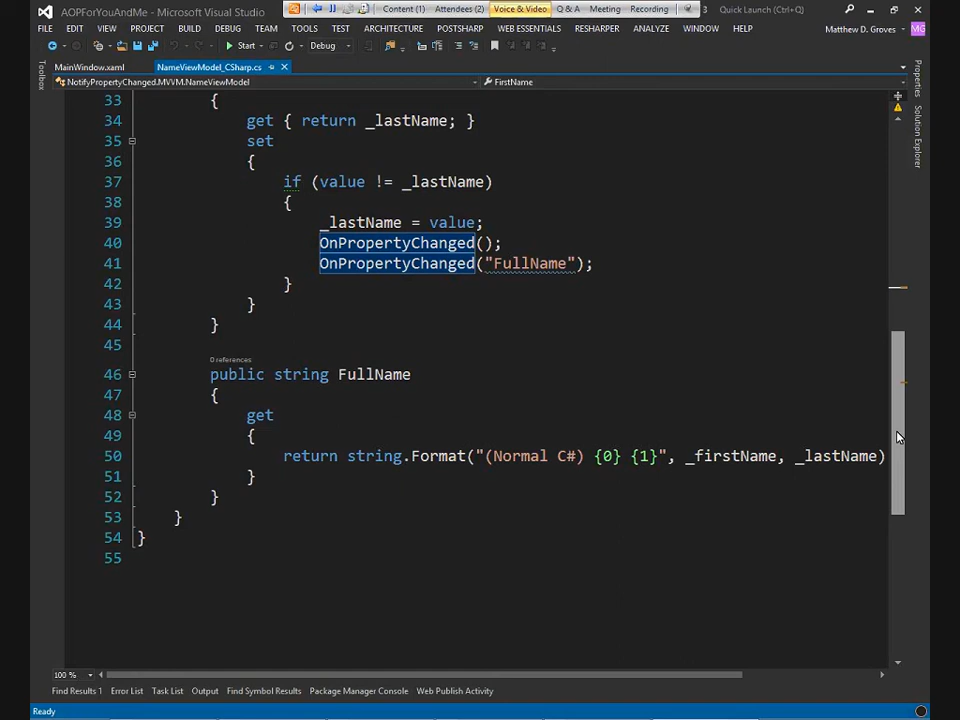 AOPForYouAndMe - Microsoft Visual Studio
Content (1) Attendees (2) Voice & Video Q & A Meeting Recording 3 Quick Launch (Ctrl+Q)
FILE EDIT VIEW PROJECT BUILD DEBUG TEAM TOOLS TEST ARCHITECTURE POSTSHARP WEB ESSENTIALS RESHARPER ANALYZE WINDOW HELP Matthew D. Groves MG
Start Debug
Toolbox
MainWindow.xaml NameViewModel_CSharp.cs
NotifyPropertyChanged.MVVM.NameViewModel FirstName
Properties
Solution Explorer
33 {
34 get { return _lastName; }
35 set
36 {
37 if (value != _lastName)
38 {
39 _lastName = value;
40 OnPropertyChanged();
41 OnPropertyChanged("FullName");
42 }
43 }
44 }
45
0 references
46 public string FullName
47 {
48 get
49 {
50 return string.Format("(Normal C#) {0} {1}", _firstName, _lastName)
51 }
52 }
53 }
54 }
55
100 %
Find Results 1 Error List Task List Output Find Symbol Results Package Manager Console Web Publish Activity
Ready